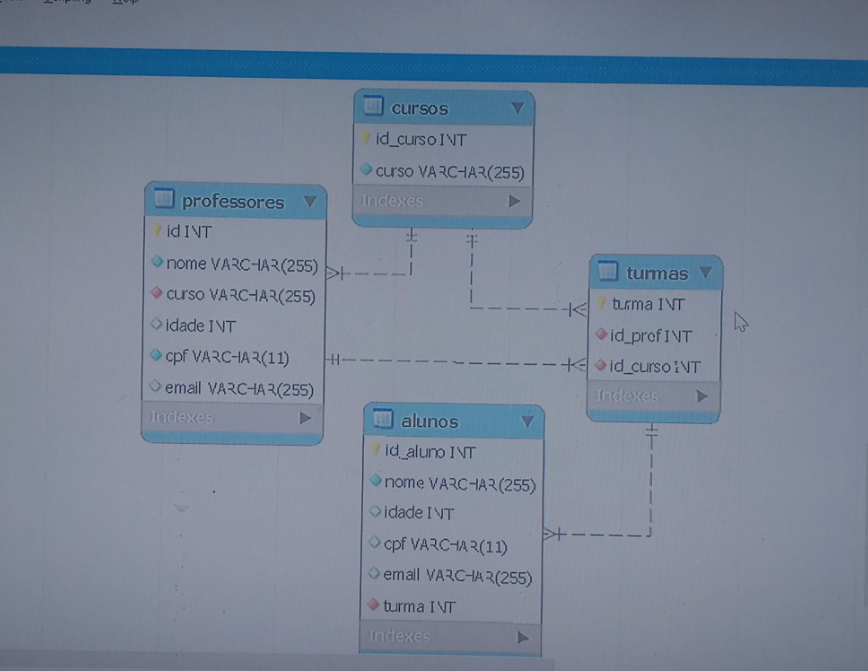 cursos
id_curso INT
curso VARCHAR(255)
Indexes
professores
id INT
nome VARCHAR(255)
curso VARCHAR(255)
idade INT
cpf VARCHAR(11)
email VARCHAR(255)
Indexes
turmas
turma INT
id_prof INT
id_curso INT
Indexes
alunos
id_aluno INT
nome VARCHAR(255)
idade INT
cpf VARCHAR(11)
email VARCHAR(255)
turma INT
Indexes